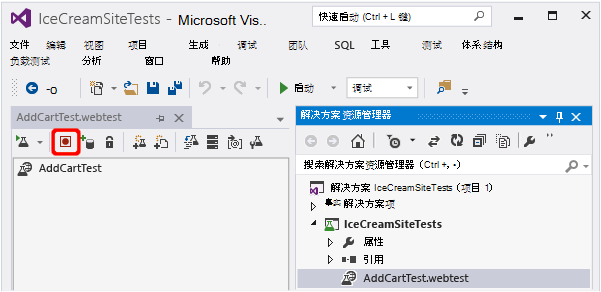 IceCreamSiteTests - Microsoft Vis..
快速启动 (Ctrl + L 键)
文件 编辑 视图 项目 生成 调试 团队 SQL 工具 测试 体系结构
负载测试 分析 窗口 帮助
启动 调试
AddCartTest.webtest
AddCartTest
解决方案资源管理器
搜索解决方案资源管理器 (Ctrl +, -)
解决方案 IceCreamSiteTests (项目 1)
解决方案项
IceCreamSiteTests
属性
引用
AddCartTest.webtest